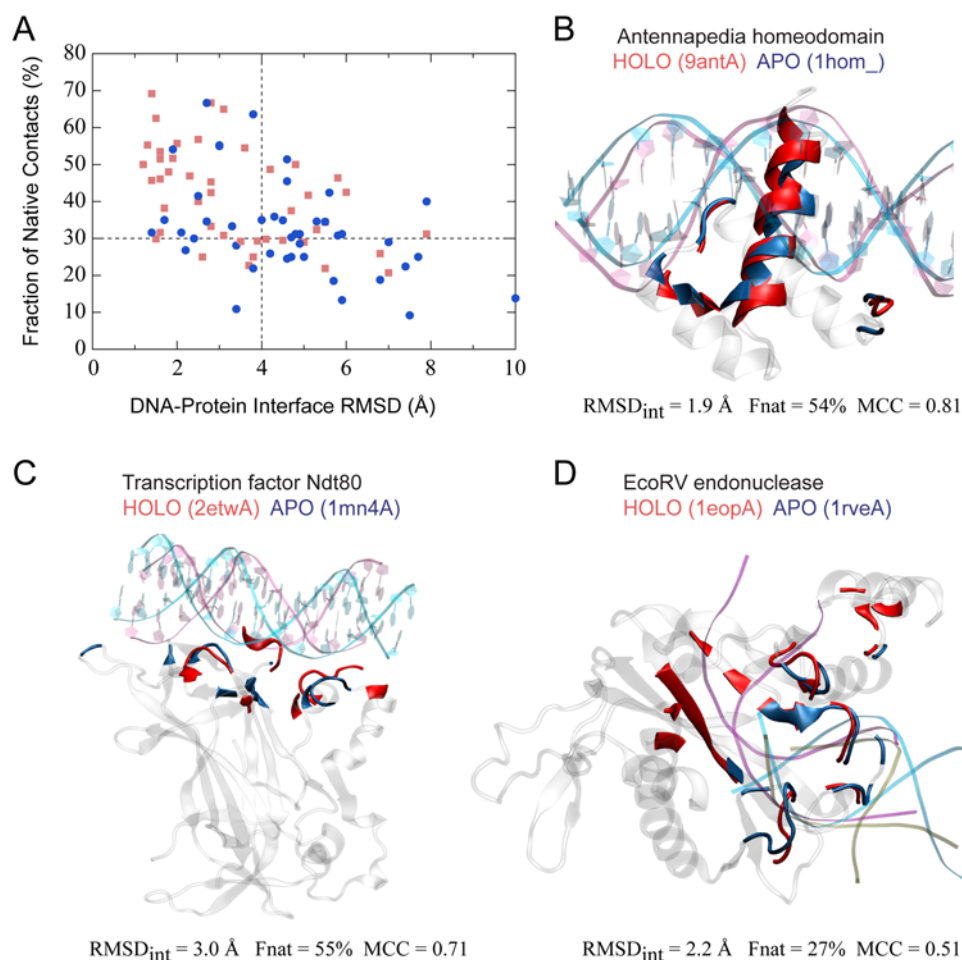 A
Fraction of Native Contacts (%)
80
70
60
50
40
30
20
10
0
0 2 4 6 8 10
DNA-Protein Interface RMSD (Å)
B
Antennapedia homeodomain
HOLO (9antA) APO (1hom_)
RMSDint = 1.9 Å Fnat = 54% MCC = 0.81
C
Transcription factor Ndt80
HOLO (2etwA) APO (1mn4A)
RMSDint = 3.0 Å Fnat = 55% MCC = 0.71
D
EcoRV endonuclease
HOLO (1eopA) APO (1rveA)
RMSDint = 2.2 Å Fnat = 27% MCC = 0.51